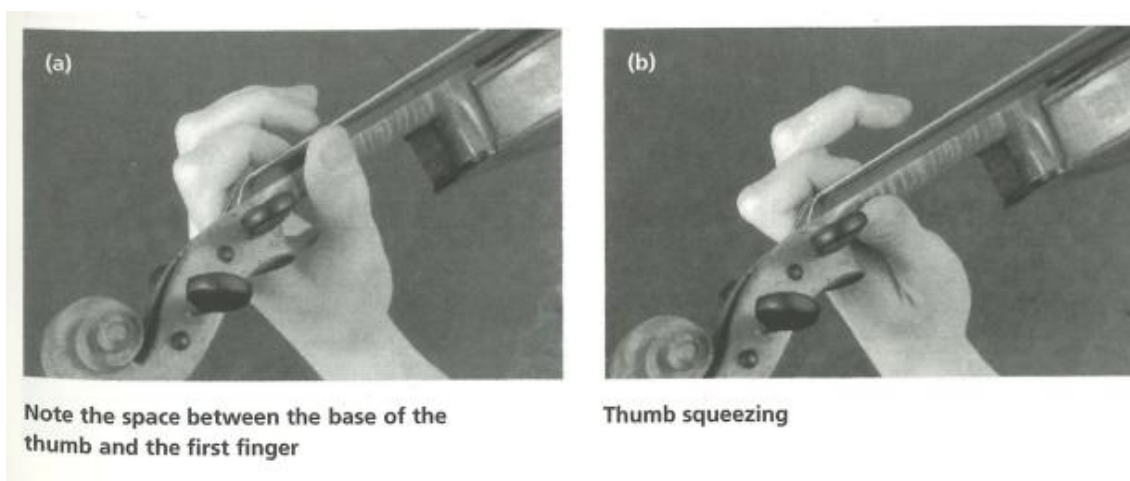 (a)
(b)
Note the space between the base of the
thumb and the first finger
Thumb squeezing